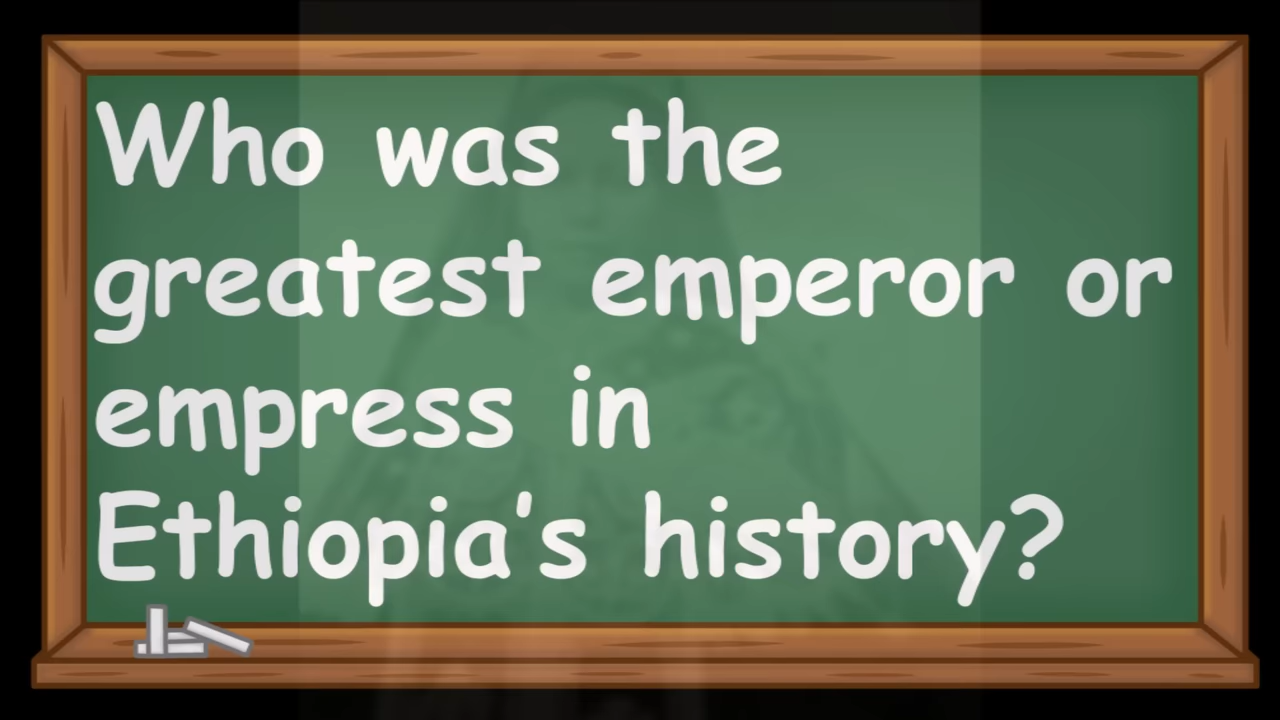 Who was the
greatest emperor or
empress in
Ethiopia's history?